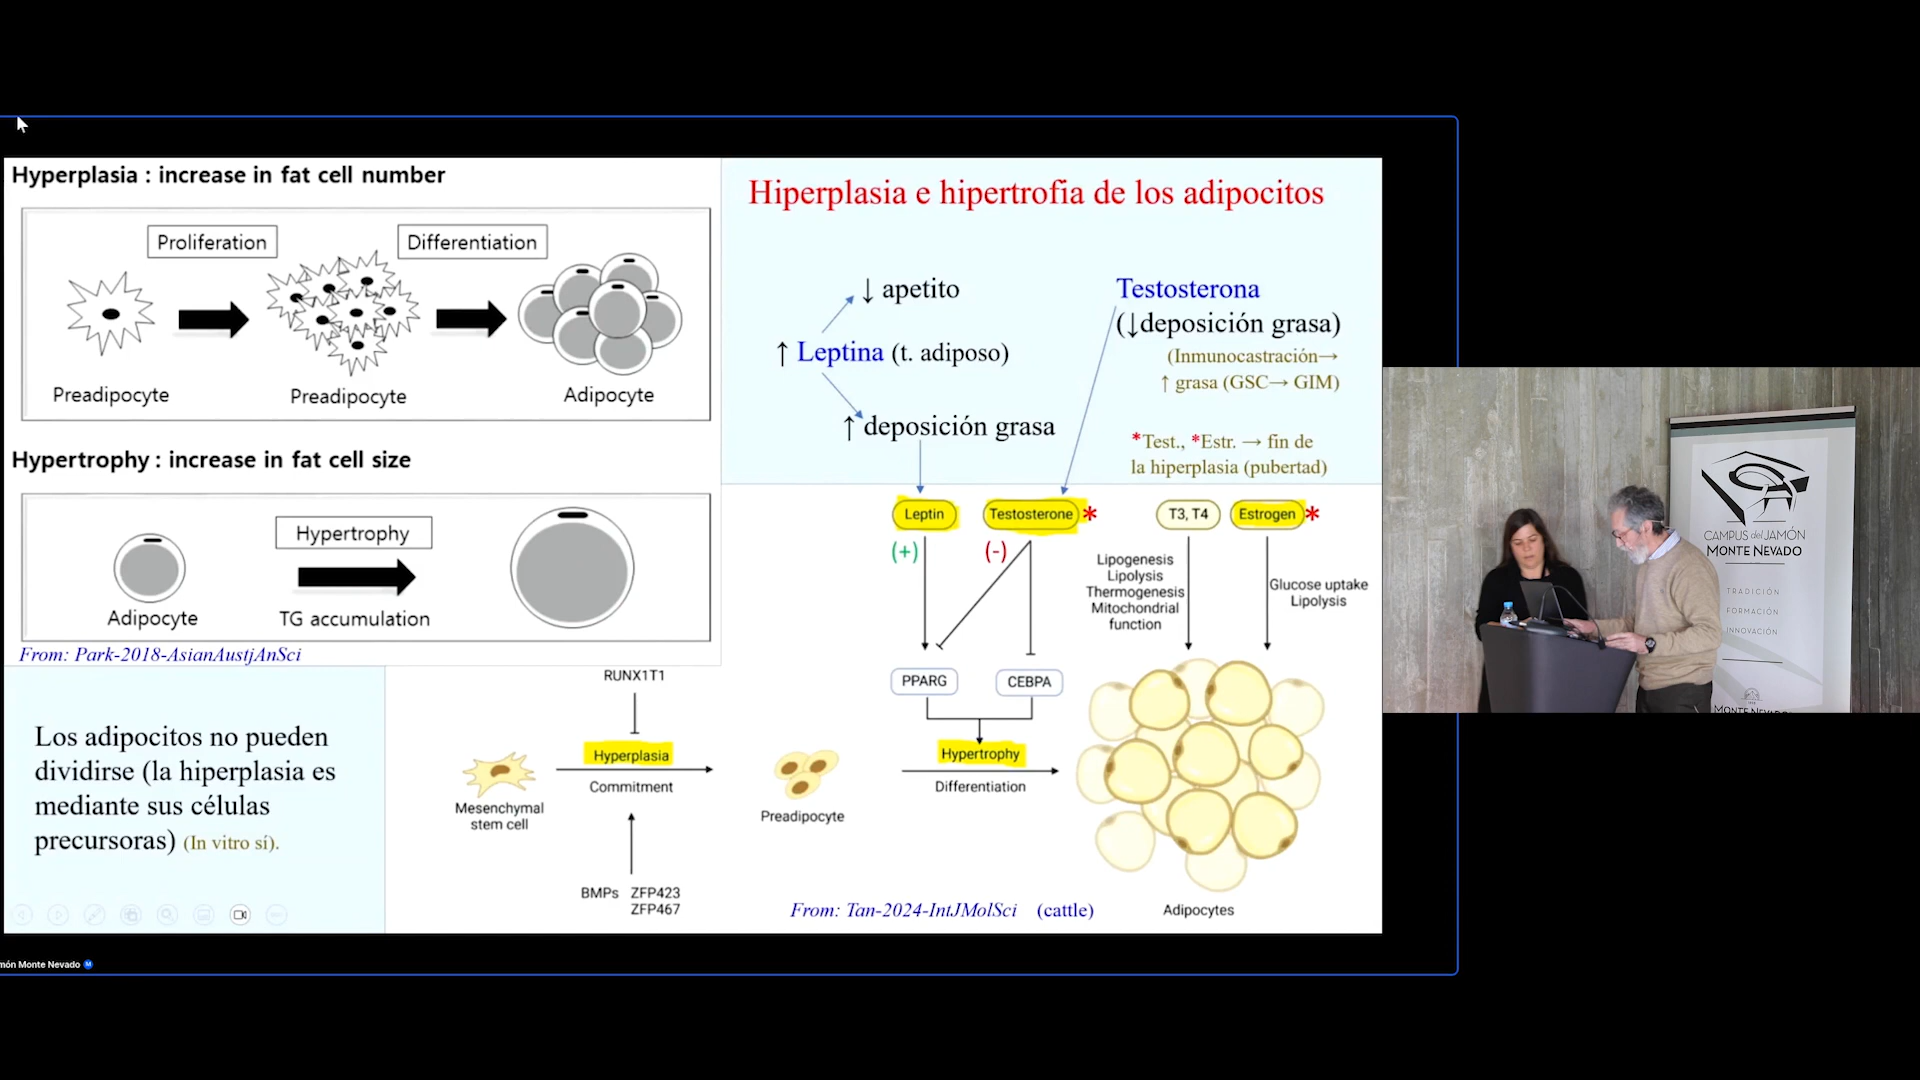 Hyperplasia : increase in fat cell number
Proliferation
Differentiation
Preadipocyte
Preadipocyte
Adipocyte
Hypertrophy : increase in fat cell size
Hypertrophy
Adipocyte
TG accumulation
From: Park-2018-AsianAustjAnSci
Hiperplasia e hipertrofia de los adipocitos
↓ apetito
↑ Leptina (t. adiposo)
↑ deposición grasa
Testosterona
(↓deposición grasa)
(Inmunocastración→
↑ grasa (GSC→ GIM)
*Test., *Estr. → fin de
la hiperplasia (pubertad)
Leptin
Testosterone *
T3, T4
Estrogen *
(+)
(-)
Lipogenesis
Lipolysis
Thermogenesis
Mitochondrial
function
Glucose uptake
Lipolysis
PPARG
CEBPA
RUNX1T1
Hyperplasia
Commitment
Hypertrophy
Differentiation
Mesenchymal
stem cell
Preadipocyte
BMPs ZFP423
ZFP467
From: Tan-2024-IntJMolSci (cattle)
Adipocytes
Los adipocitos no pueden
dividirse (la hiperplasia es
mediante sus células
precursoras) (In vitro sí).
CAMPUS del JAMÓN
MONTE NEVADO
TRADICIÓN
FORMACIÓN
INNOVACIÓN
MONTE NEVADO
món Monte Nevado M